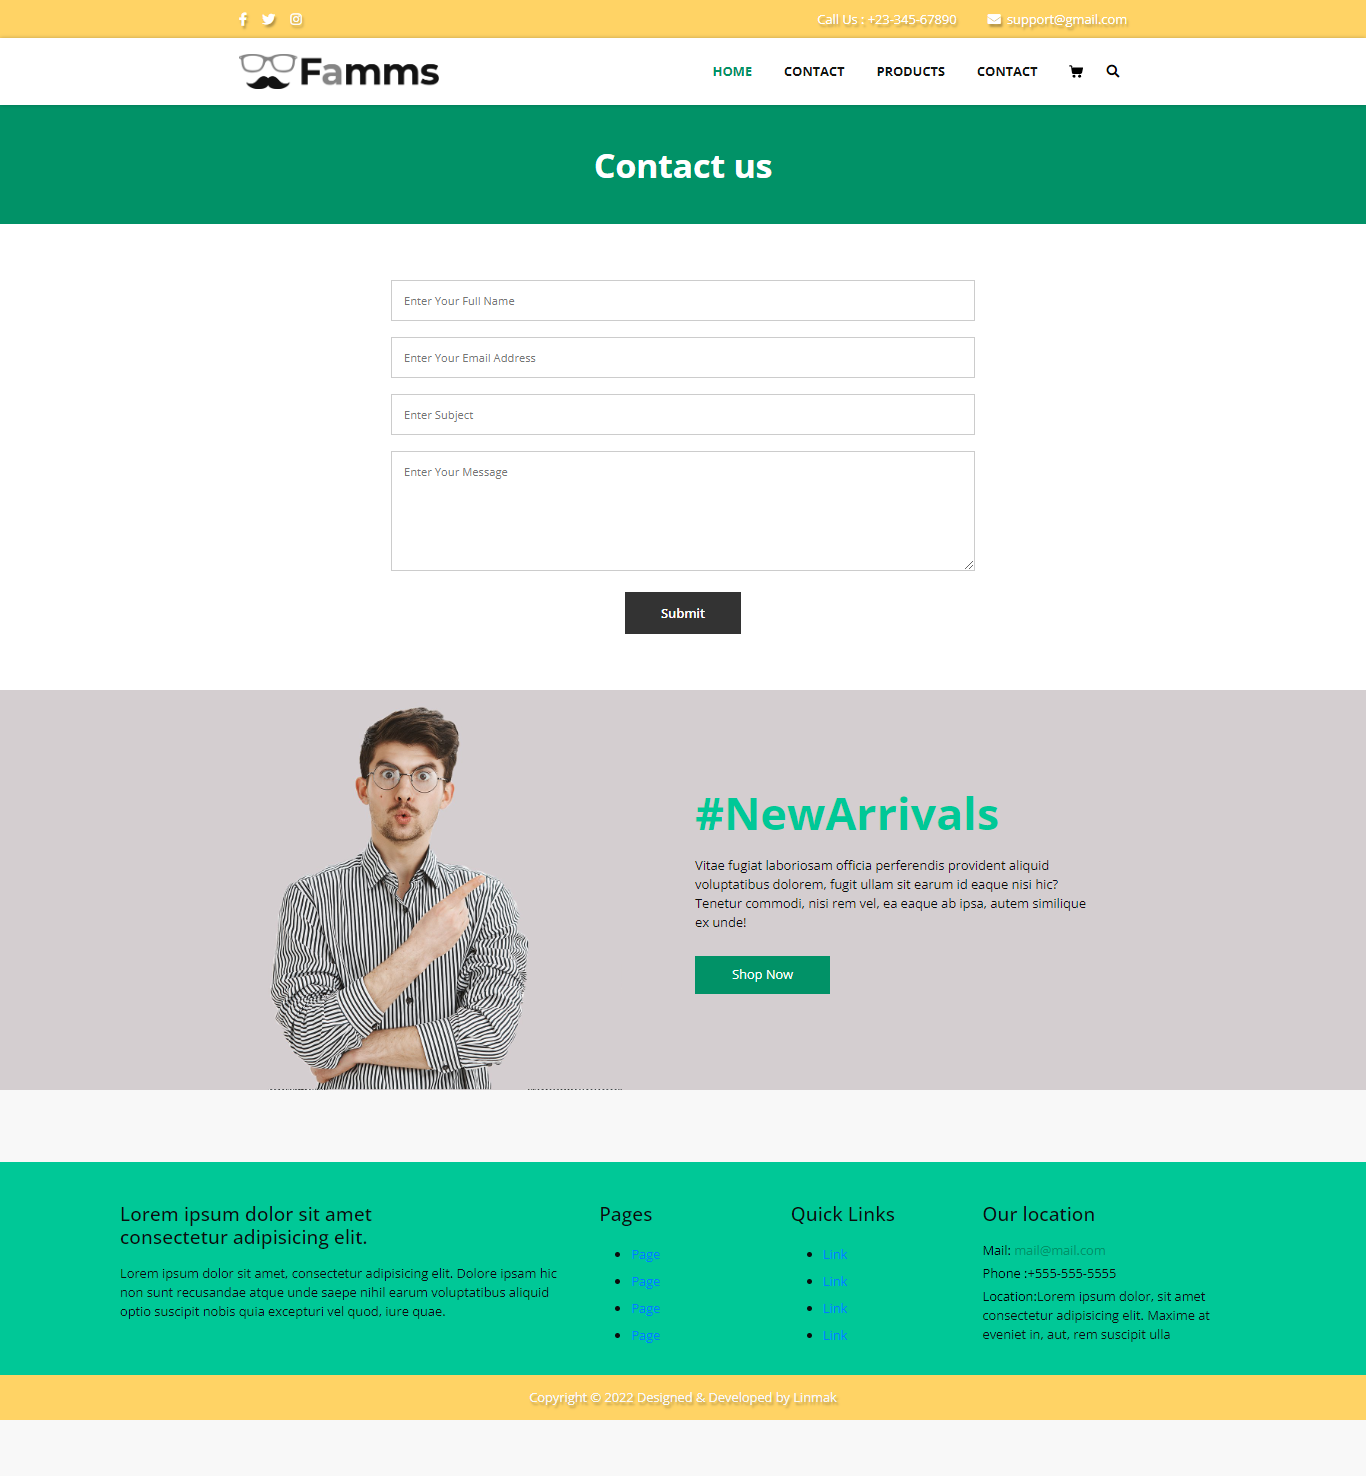 Call Us : +23-345-67890 support@gmail.com
Famms HOME CONTACT PRODUCTS CONTACT
Contact us
Enter Your Full Name
Enter Your Email Address
Enter Subject
Enter Your Message
Submit
#NewArrivals
Vitae fugiat laboriosam officia perferendis provident aliquid
voluptatibus dolorem, fugit ullam sit earum id eaque nisi hic?
Tenetur commodi, nisi rem vel, ea eaque ab ipsa, autem similique
ex unde!
Shop Now
Lorem ipsum dolor sit amet
consectetur adipisicing elit.
Lorem ipsum dolor sit amet, consectetur adipisicing elit. Dolore ipsam hic
non sunt recusandae atque unde saepe nihil earum voluptatibus aliquid
optio suscipit nobis quia excepturi vel quod, iure quae.
Pages
Page
Page
Page
Page
Quick Links
Link
Link
Link
Link
Our location
Mail: mail@mail.com
Phone :+555-555-5555
Location:Lorem ipsum dolor, sit amet
consectetur adipisicing elit. Maxime at
eveniet in, aut, rem suscipit ulla
Copyright © 2022 Designed & Developed by Linmak